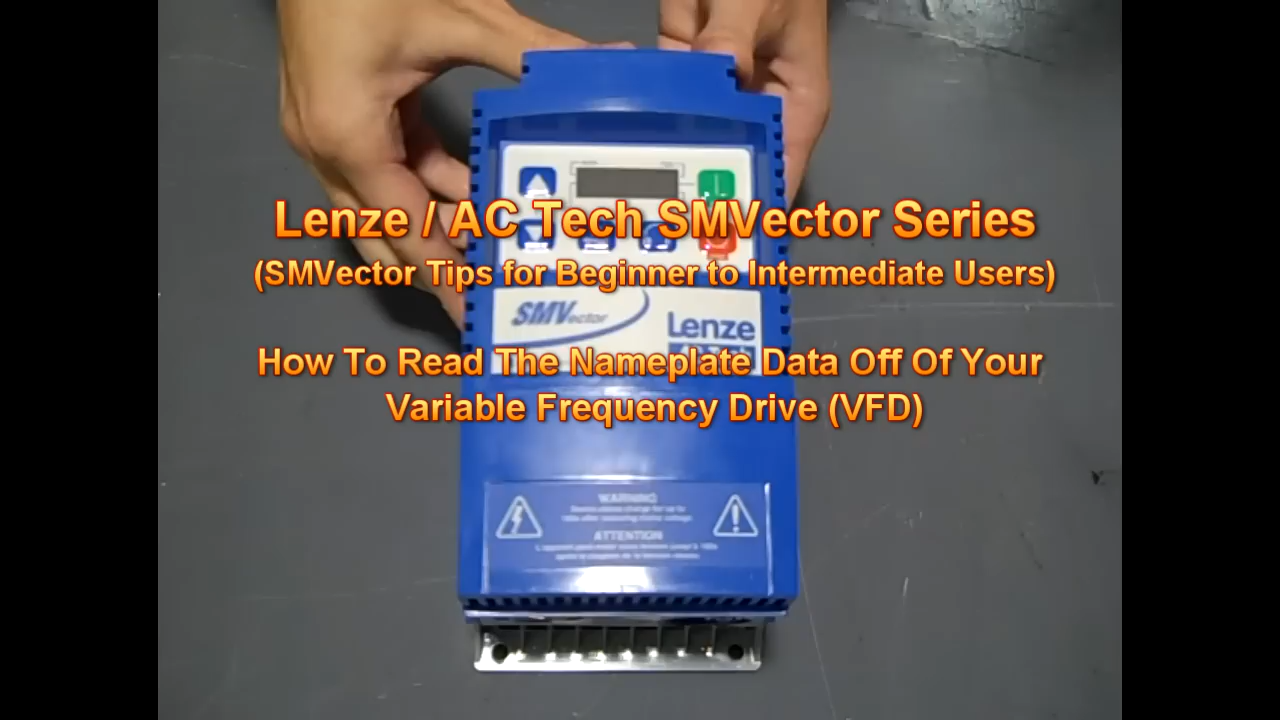 Lenze / AC Tech SMVector Series
(SMVector Tips for Beginner to Intermediate Users)
SMVector
Lenze
How To Read The Nameplate Data Off Of Your
Variable Frequency Drive (VFD)
WARNING
ATTENTION